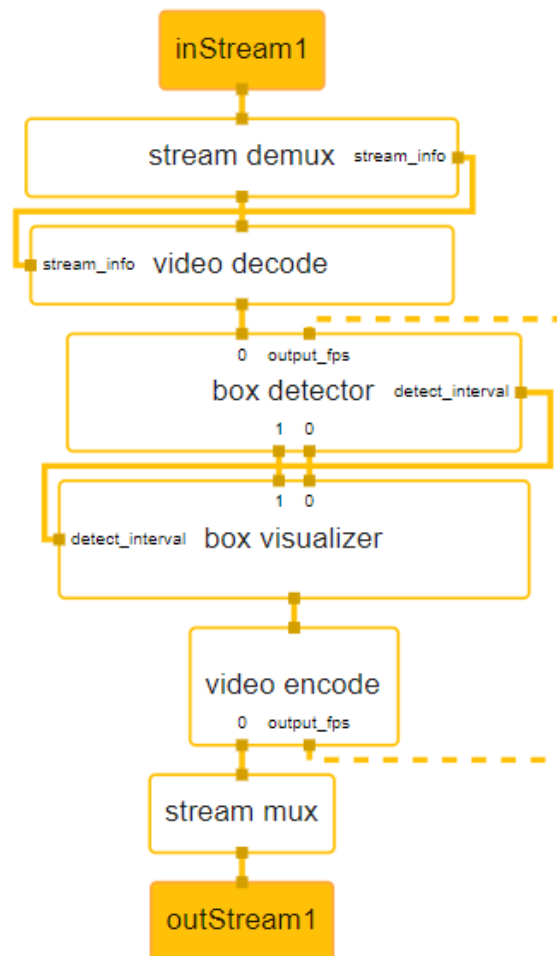 inStream1
stream demux stream_info
stream_info video decode
0 output_fps
box detector detect_interval
1 0
1 0
detect_interval box visualizer
video encode
0 output_fps
stream mux
outStream1